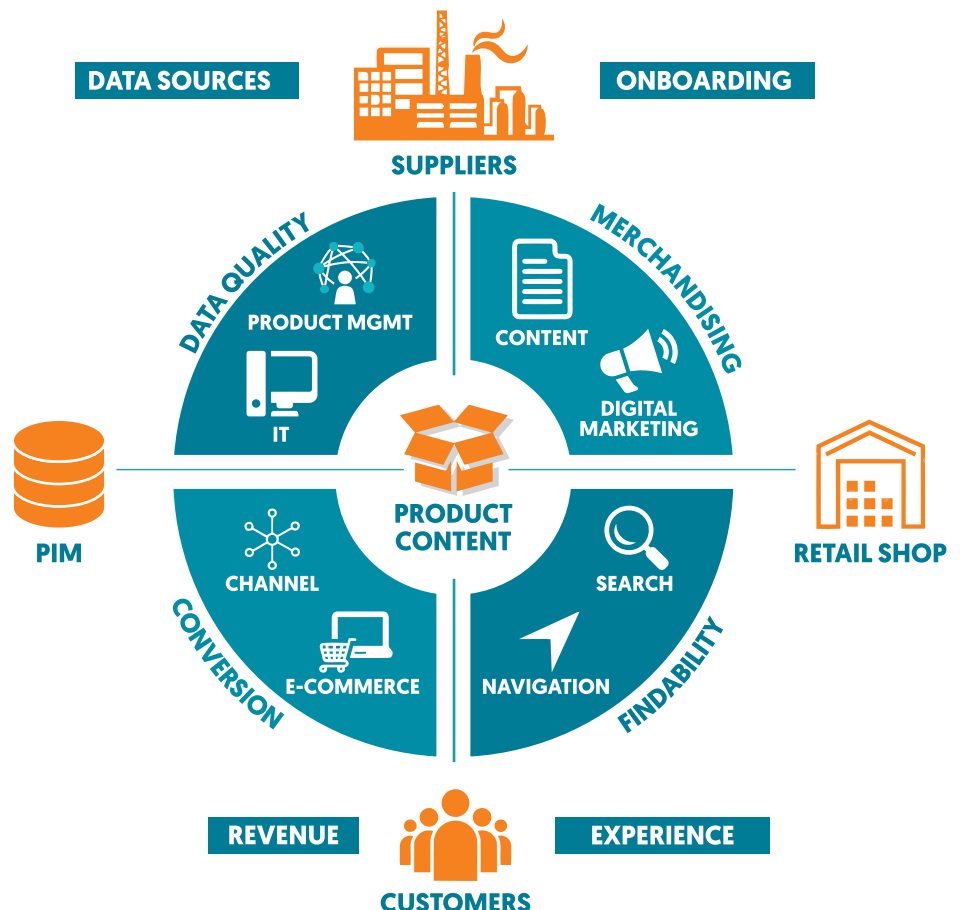 DATA SOURCES
ONBOARDING
SUPPLIERS
DATA QUALITY
MERCHANDISING
PRODUCT MGMT
CONTENT
IT
DIGITAL
MARKETING
PRODUCT
CONTENT
PIM
RETAIL SHOP
CHANNEL
SEARCH
E-COMMERCE
NAVIGATION
CONVERSION
FINDABILITY
REVENUE
EXPERIENCE
CUSTOMERS